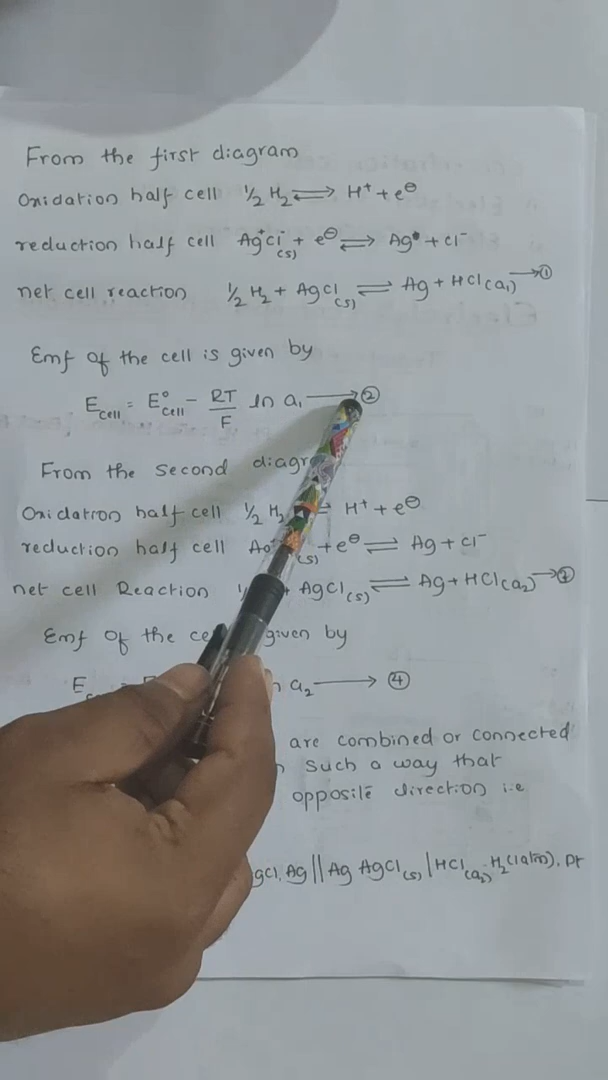 From the first diagram
Oxidation half cell ½ H₂ ⇌ H⁺ + e⊖
reduction half cell Ag⁺Cl⁻(s) + e⊖ ⇌ Ag• + Cl⁻
net cell reaction ½ H₂ + AgCl(s) ⇌ Ag + HCl(a₁) → ①
Emf of the cell is given by
E cell = E° cell - RT/F ln a₁ → ②
From the second diagr
Oxidation half cell ½ H₂ ⇌ H⁺ + e⊖
reduction half cell (s) + e⊖ ⇌ Ag + Cl⁻
net cell Reaction AgCl(s) ⇌ Ag + HCl(a₂) →
Emf of the ce given by
E a₂ → ④
are combined or connected
such a way that
opposite direction i.e
gCl, Ag || Ag AgCl(s) | HCl(a₂) H₂(1atm). Pt